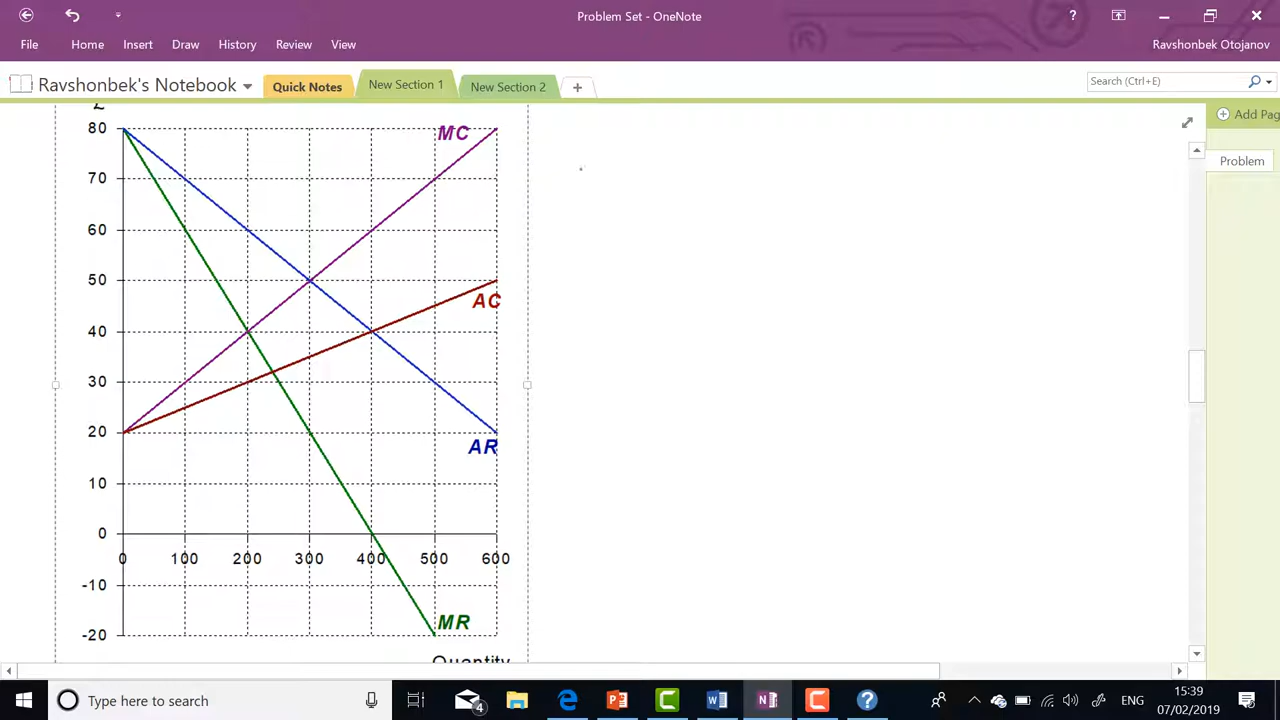 Problem Set - OneNote
?
File Home Insert Draw History Review View
Ravshonbek Otojanov
Ravshonbek's Notebook
Quick Notes
New Section 1
New Section 2
+
Search (Ctrl+E)
Add Pag
Problem
£
80
MC
70
60
50
AC
40
30
20
AR
10
0
0 100 200 300 400 500 600
-10
MR
-20
Quantity
Type here to search
4
ENG
15:39
07/02/2019